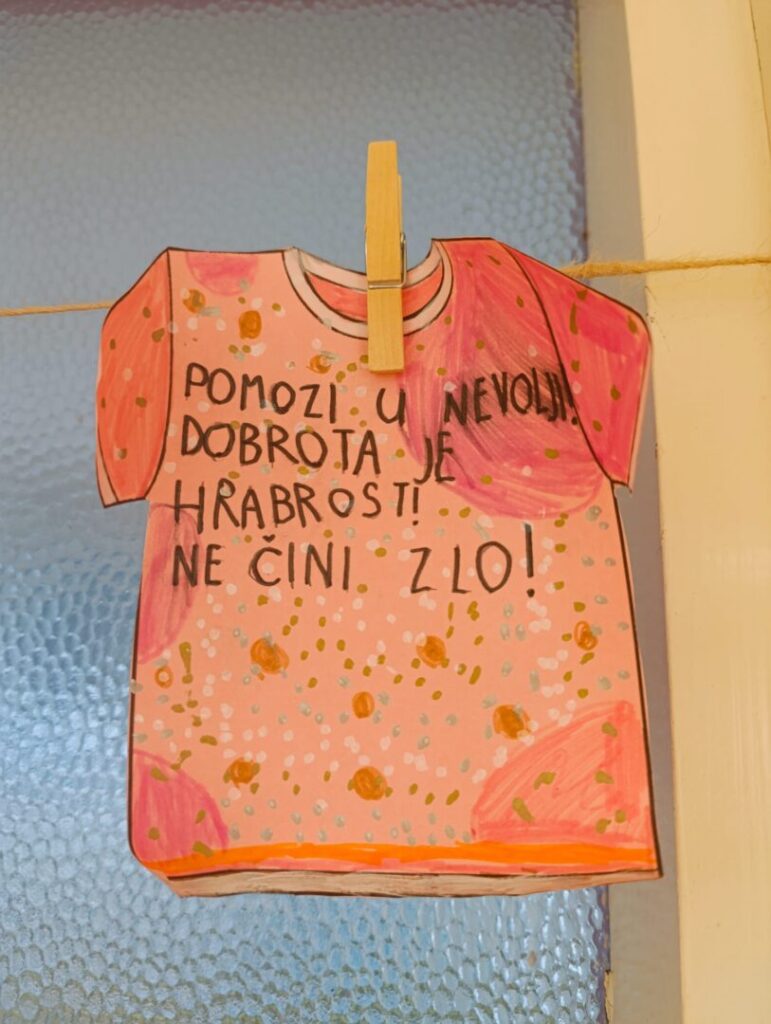 POMOZI U NEVOLJI!
DOBROTA JE
HRABROST!
NE ČINI ZLO!